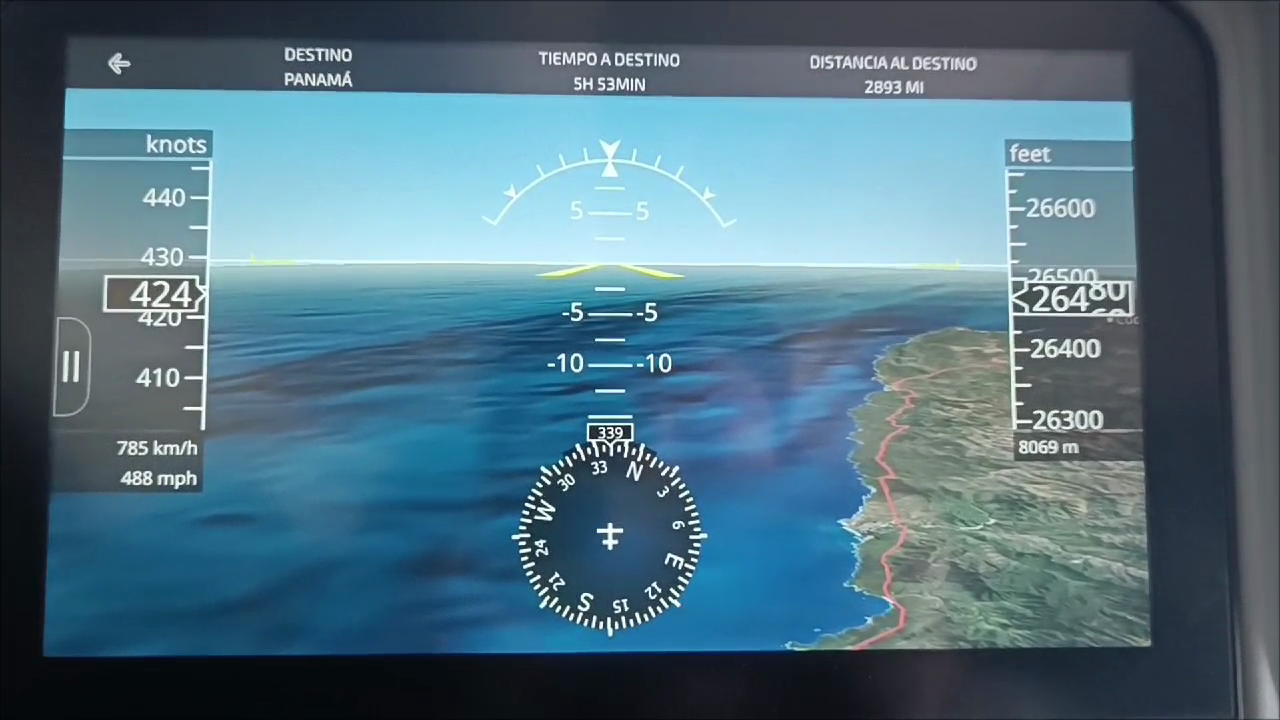 DESTINO
PANAMÁ
TIEMPO A DESTINO
5H 53MIN
DISTANCIA AL DESTINO
2893 MI
knots
440
430
424
420
410
785 km/h
488 mph
feet
26600
26500
26480
26400
26300
8069 m
5 5
-5 -5
-10 -10
339
33
N
3
6
E
12
15
S
21
24
W
30